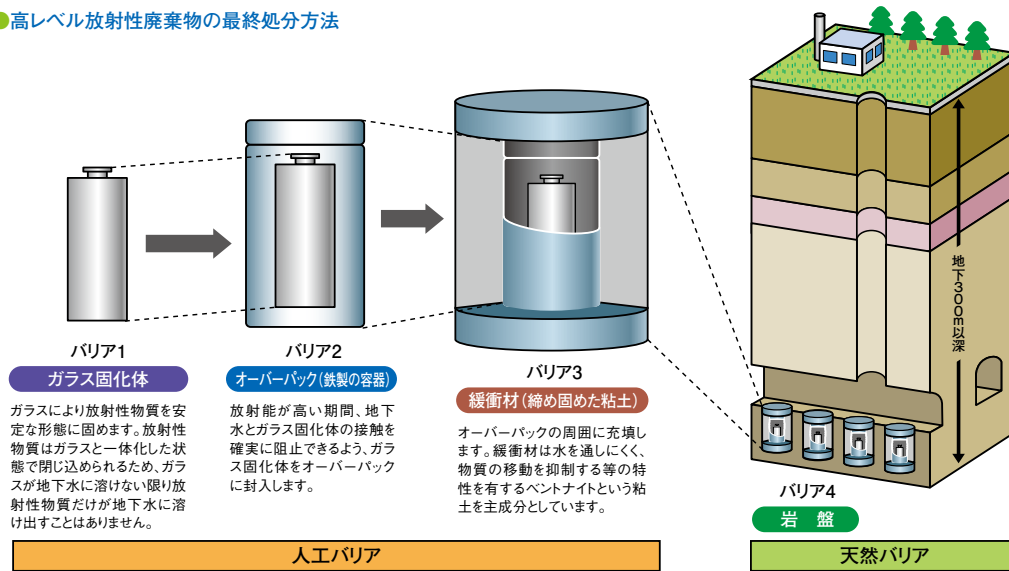 ●高レベル放射性廃棄物の最終処分方法
バリア1
ガラス固化体
ガラスにより放射性物質を安
定な形態に固めます。放射性
物質はガラスと一体化した状
態で閉じ込められるため、ガラ
スが地下水に溶けない限り放
射性物質だけが地下水に溶
け出すことはありません。
バリア2
オーバーパック(鉄製の容器)
放射能が高い期間、地下
水とガラス固化体の接触を
確実に阻止できるよう、ガラ
ス固化体をオーバーパック
に封入します。
バリア3
緩衝材(締め固めた粘土)
オーバーパックの周囲に充填し
ます。緩衝材は水を通しにくく、
物質の移動を抑制する等の特
性を有するベントナイトという粘
土を主成分としています。
地下300m以深
バリア4
岩 盤
人工バリア
天然バリア